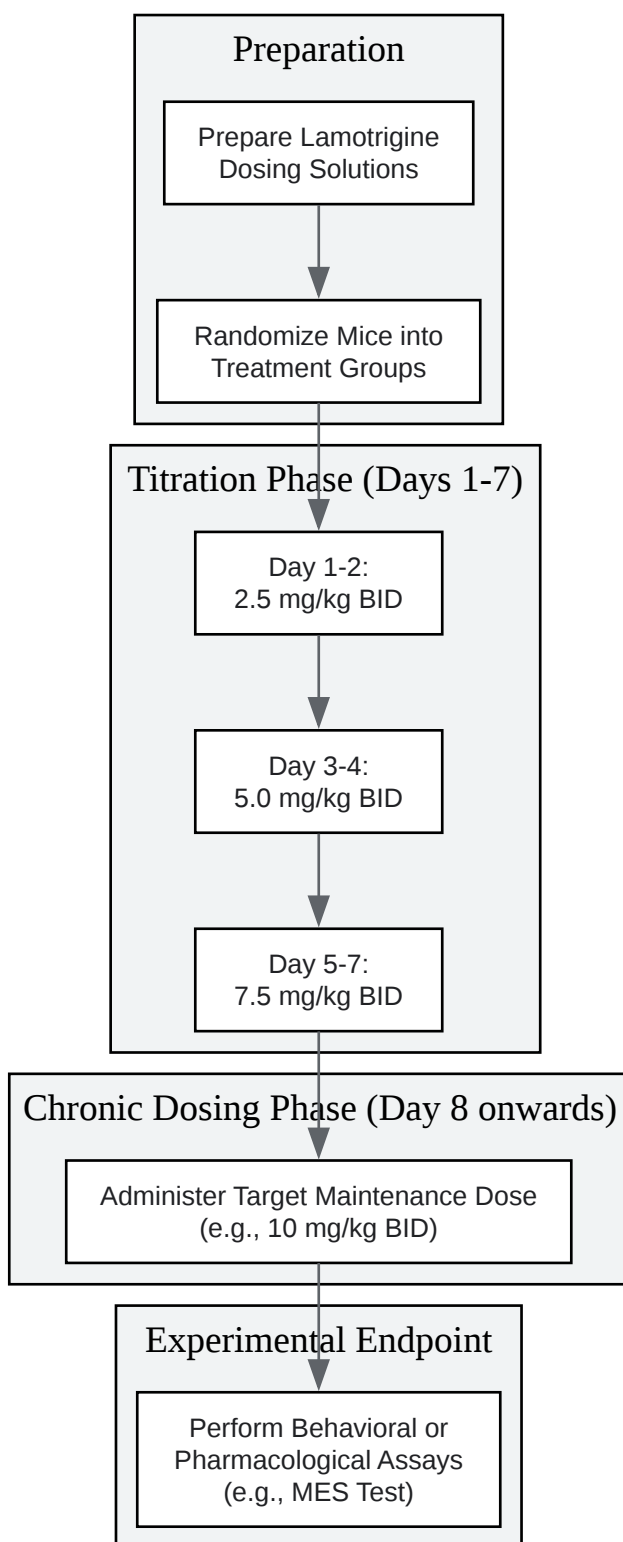 Preparation
Prepare Lamotrigine
Dosing Solutions
Randomize Mice into
Treatment Groups
Titration Phase (Days 1-7)
Day 1-2:
2.5 mg/kg BID
Day 3-4:
5.0 mg/kg BID
Day 5-7:
7.5 mg/kg BID
Chronic Dosing Phase (Day 8 onwards)
Administer Target Maintenance Dose
(e.g., 10 mg/kg BID)
Experimental Endpoint
Perform Behavioral or
Pharmacological Assays
(e.g., MES Test)